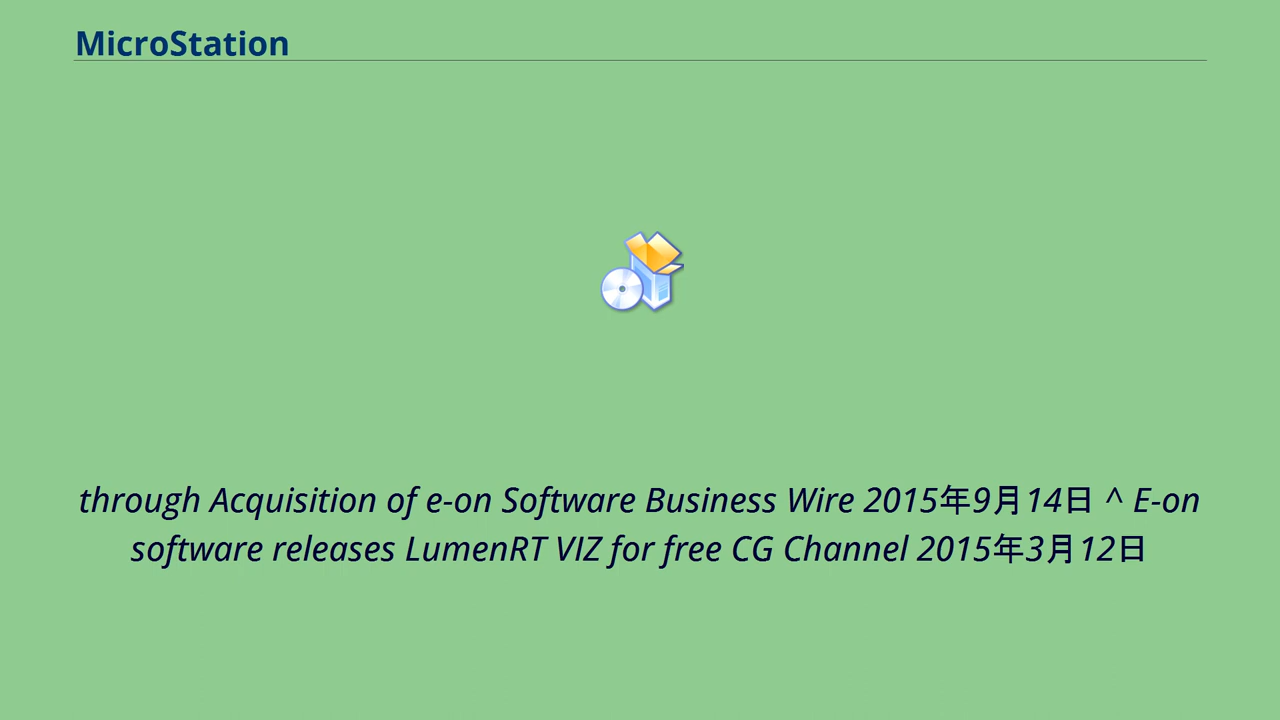 MicroStation
through Acquisition of e-on Software Business Wire 2015年9月14日 ^ E-on
software releases LumenRT VIZ for free CG Channel 2015年3月12日